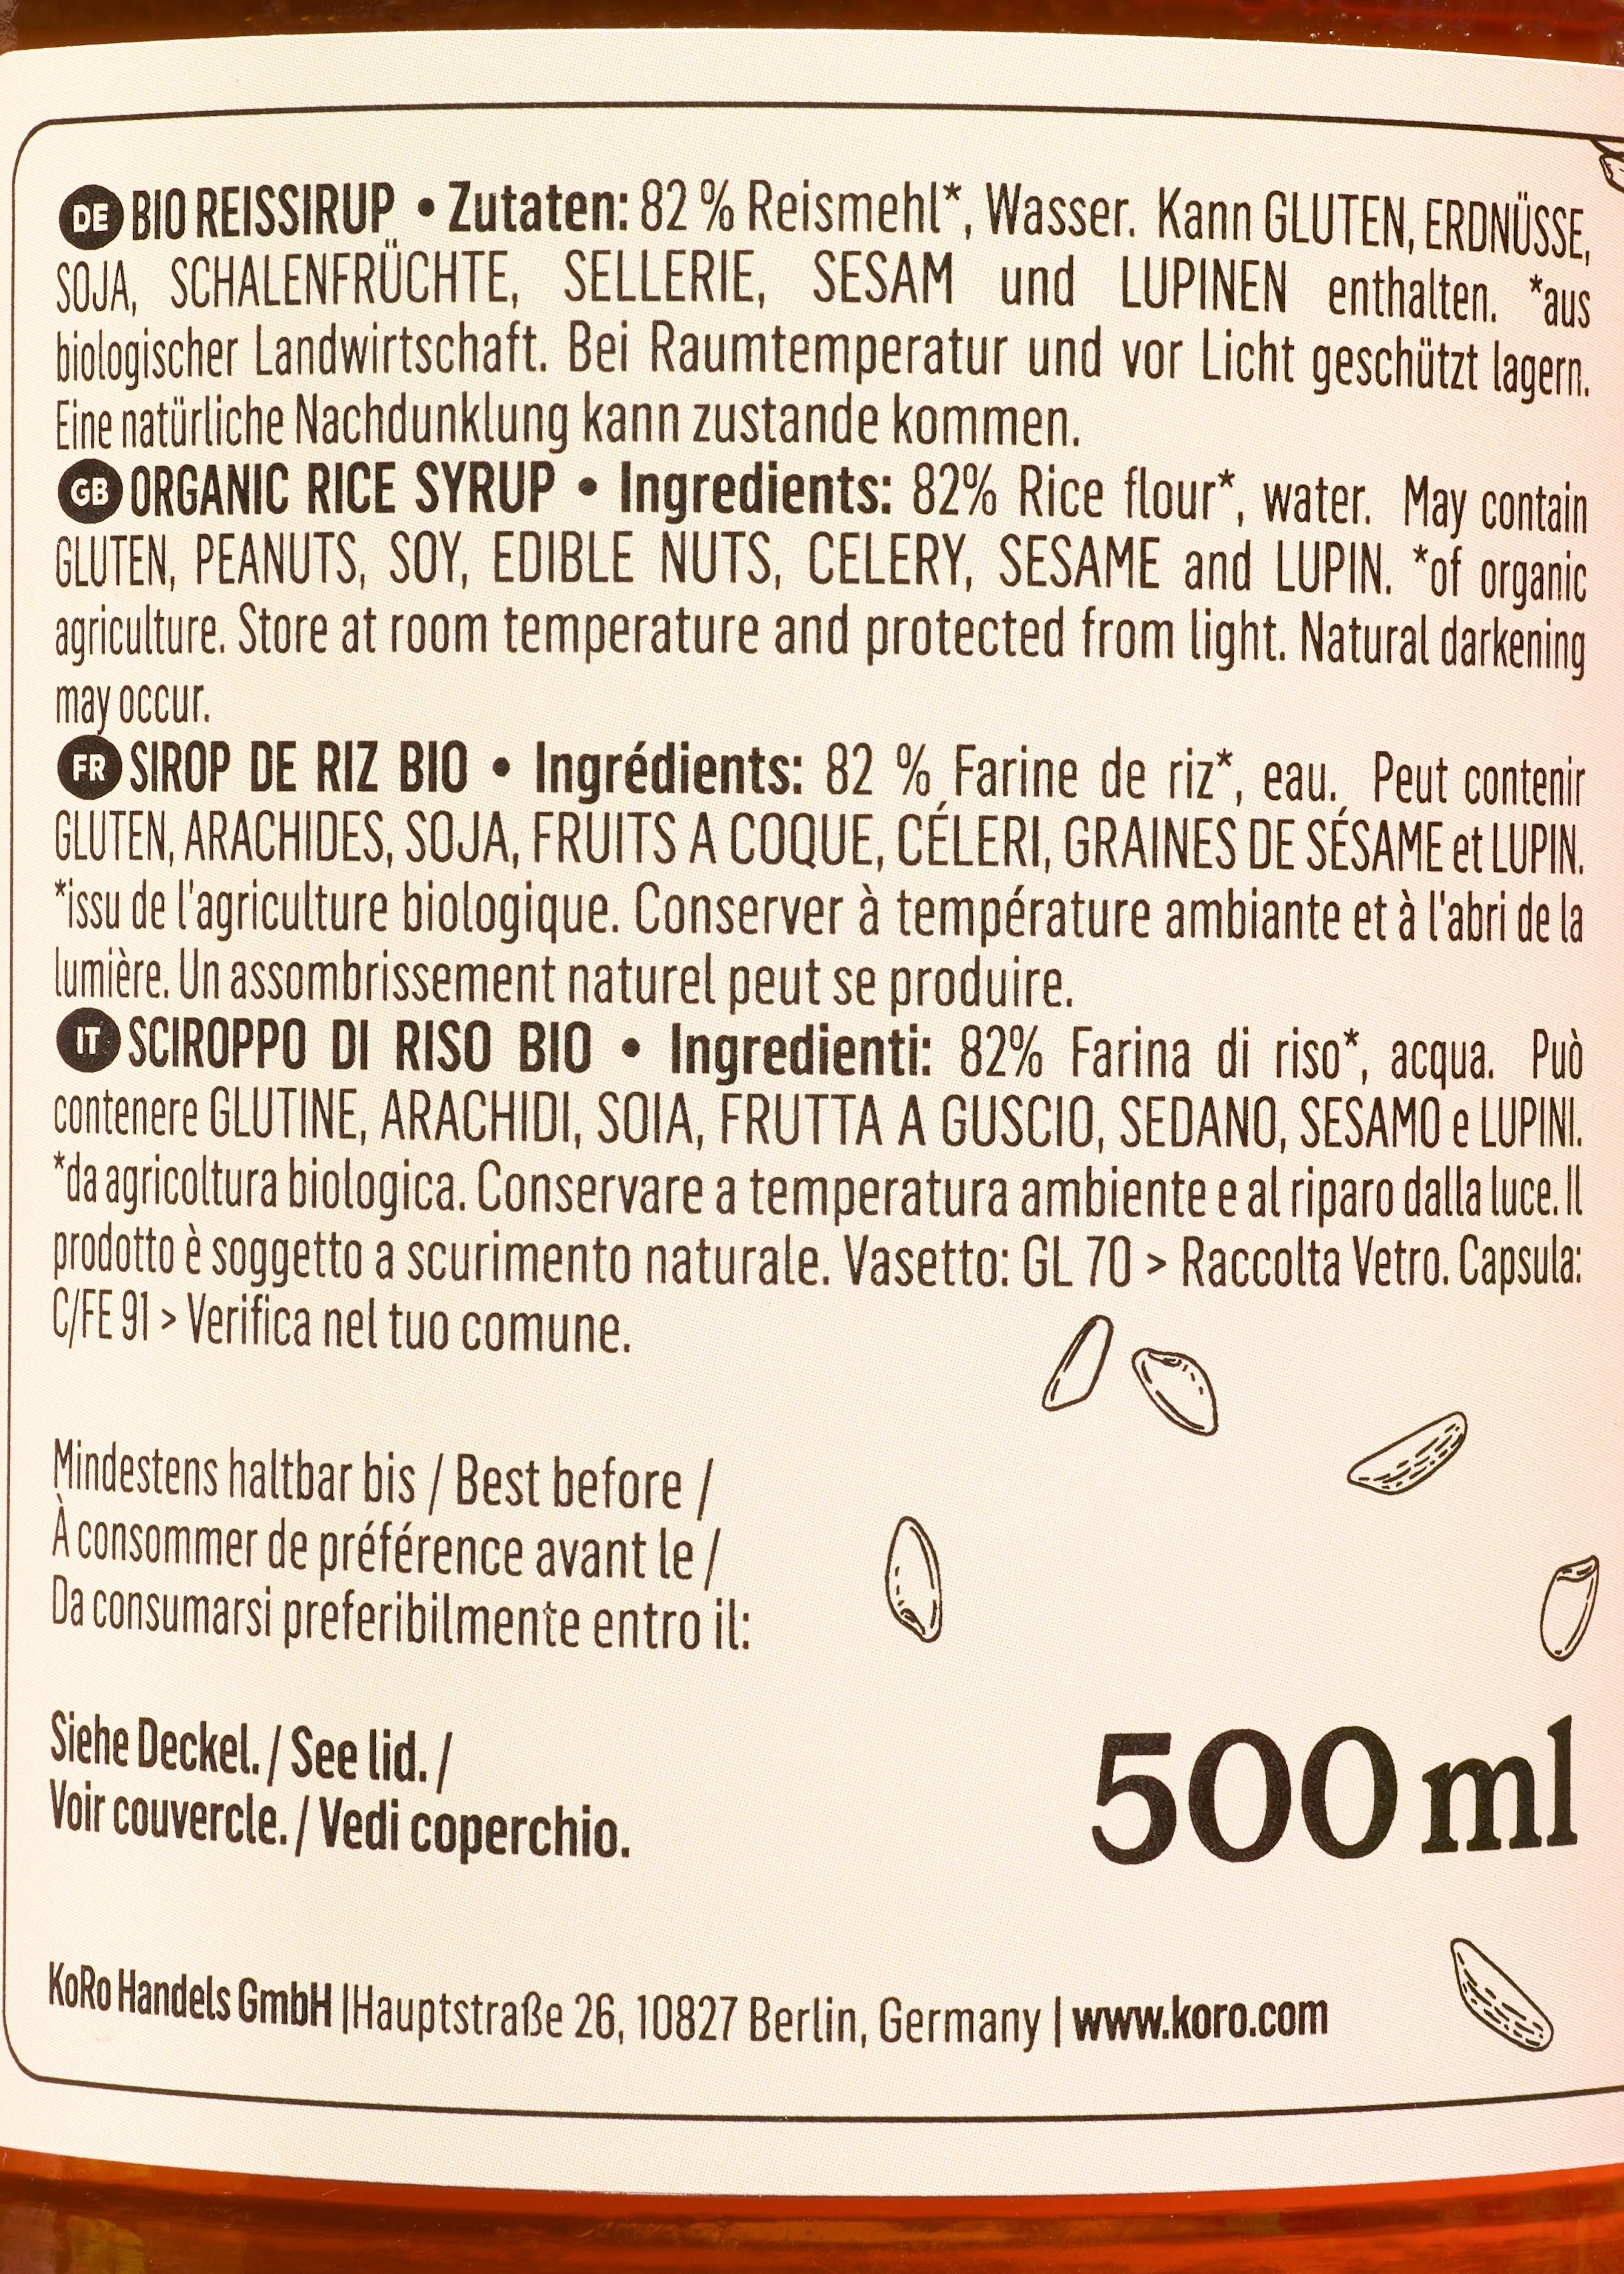 DE BIO REISSIRUP • Zutaten: 82 % Reismehl*, Wasser. Kann GLUTEN, ERDNÜSSE,
SOJA, SCHALENFRÜCHTE, SELLERIE, SESAM und LUPINEN enthalten. *aus
biologischer Landwirtschaft. Bei Raumtemperatur und vor Licht geschützt lagern.
Eine natürliche Nachdunklung kann zustande kommen.
GB ORGANIC RICE SYRUP • Ingredients: 82% Rice flour*, water. May contain
GLUTEN, PEANUTS, SOY, EDIBLE NUTS, CELERY, SESAME and LUPIN. *of organic
agriculture. Store at room temperature and protected from light. Natural darkening
may occur.
FR SIROP DE RIZ BIO • Ingrédients: 82 % Farine de riz*, eau. Peut contenir
GLUTEN, ARACHIDES, SOJA, FRUITS A COQUE, CÉLERI, GRAINES DE SÉSAME et LUPIN.
*issu de l'agriculture biologique. Conserver à température ambiante et à l'abri de la
lumière. Un assombrissement naturel peut se produire.
IT SCIROPPO DI RISO BIO • Ingredienti: 82% Farina di riso*, acqua. Può
contenere GLUTINE, ARACHIDI, SOIA, FRUTTA A GUSCIO, SEDANO, SESAMO e LUPINI.
*da agricoltura biologica. Conservare a temperatura ambiente e al riparo dalla luce. Il
prodotto è soggetto a scurimento naturale. Vasetto: GL 70 > Raccolta Vetro. Capsula:
C/FE 91 > Verifica nel tuo comune.
Mindestens haltbar bis / Best before /
À consommer de préférence avant le /
Da consumarsi preferibilmente entro il:
Siehe Deckel. / See lid. /
Voir couvercle. / Vedi coperchio.
500 ml
KoRo Handels GmbH |Hauptstraße 26, 10827 Berlin, Germany | www.koro.com